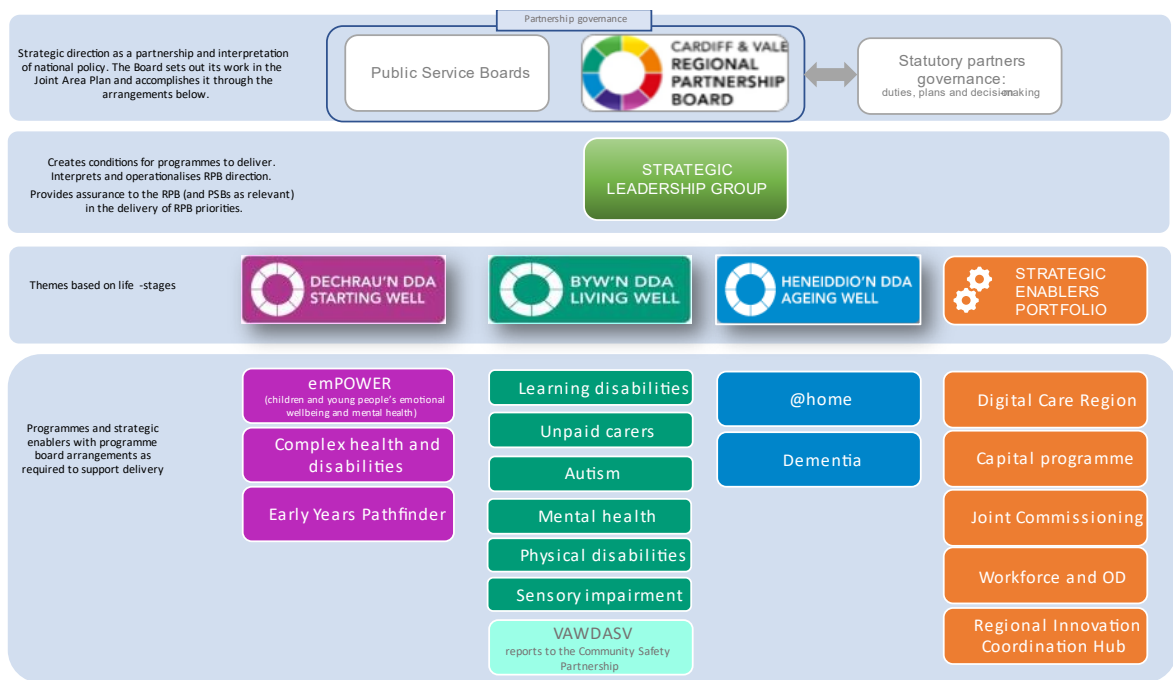 Partnership governance
Strategic direction as a partnership and interpretation
of national policy. The Board sets out its work in the
Joint Area Plan and accomplishes it through the
arrangements below.
Public Service Boards
CARDIFF & VALE
REGIONAL
PARTNERSHIP
BOARD
Statutory partners
governance:
duties, plans and decision-making
Creates conditions for programmes to deliver.
Interprets and operationalises RPB direction.
Provides assurance to the RPB (and PSBs as relevant)
in the delivery of RPB priorities.
STRATEGIC
LEADERSHIP GROUP
Themes based on life -stages
DECHRAU'N DDA
STARTING WELL
BYW'N DDA
LIVING WELL
HENEIDDIO'N DDA
AGEING WELL
STRATEGIC
ENABLERS
PORTFOLIO
Programmes and strategic
enablers with programme
board arrangements as
required to support delivery
emPOWER
(children and young people's emotional
wellbeing and mental health)
Complex health and
disabilities
Early Years Pathfinder
Learning disabilities
Unpaid carers
Autism
Mental health
Physical disabilities
Sensory impairment
VAWDASV
reports to the Community Safety
Partnership
@home
Dementia
Digital Care Region
Capital programme
Joint Commissioning
Workforce and OD
Regional Innovation
Coordination Hub